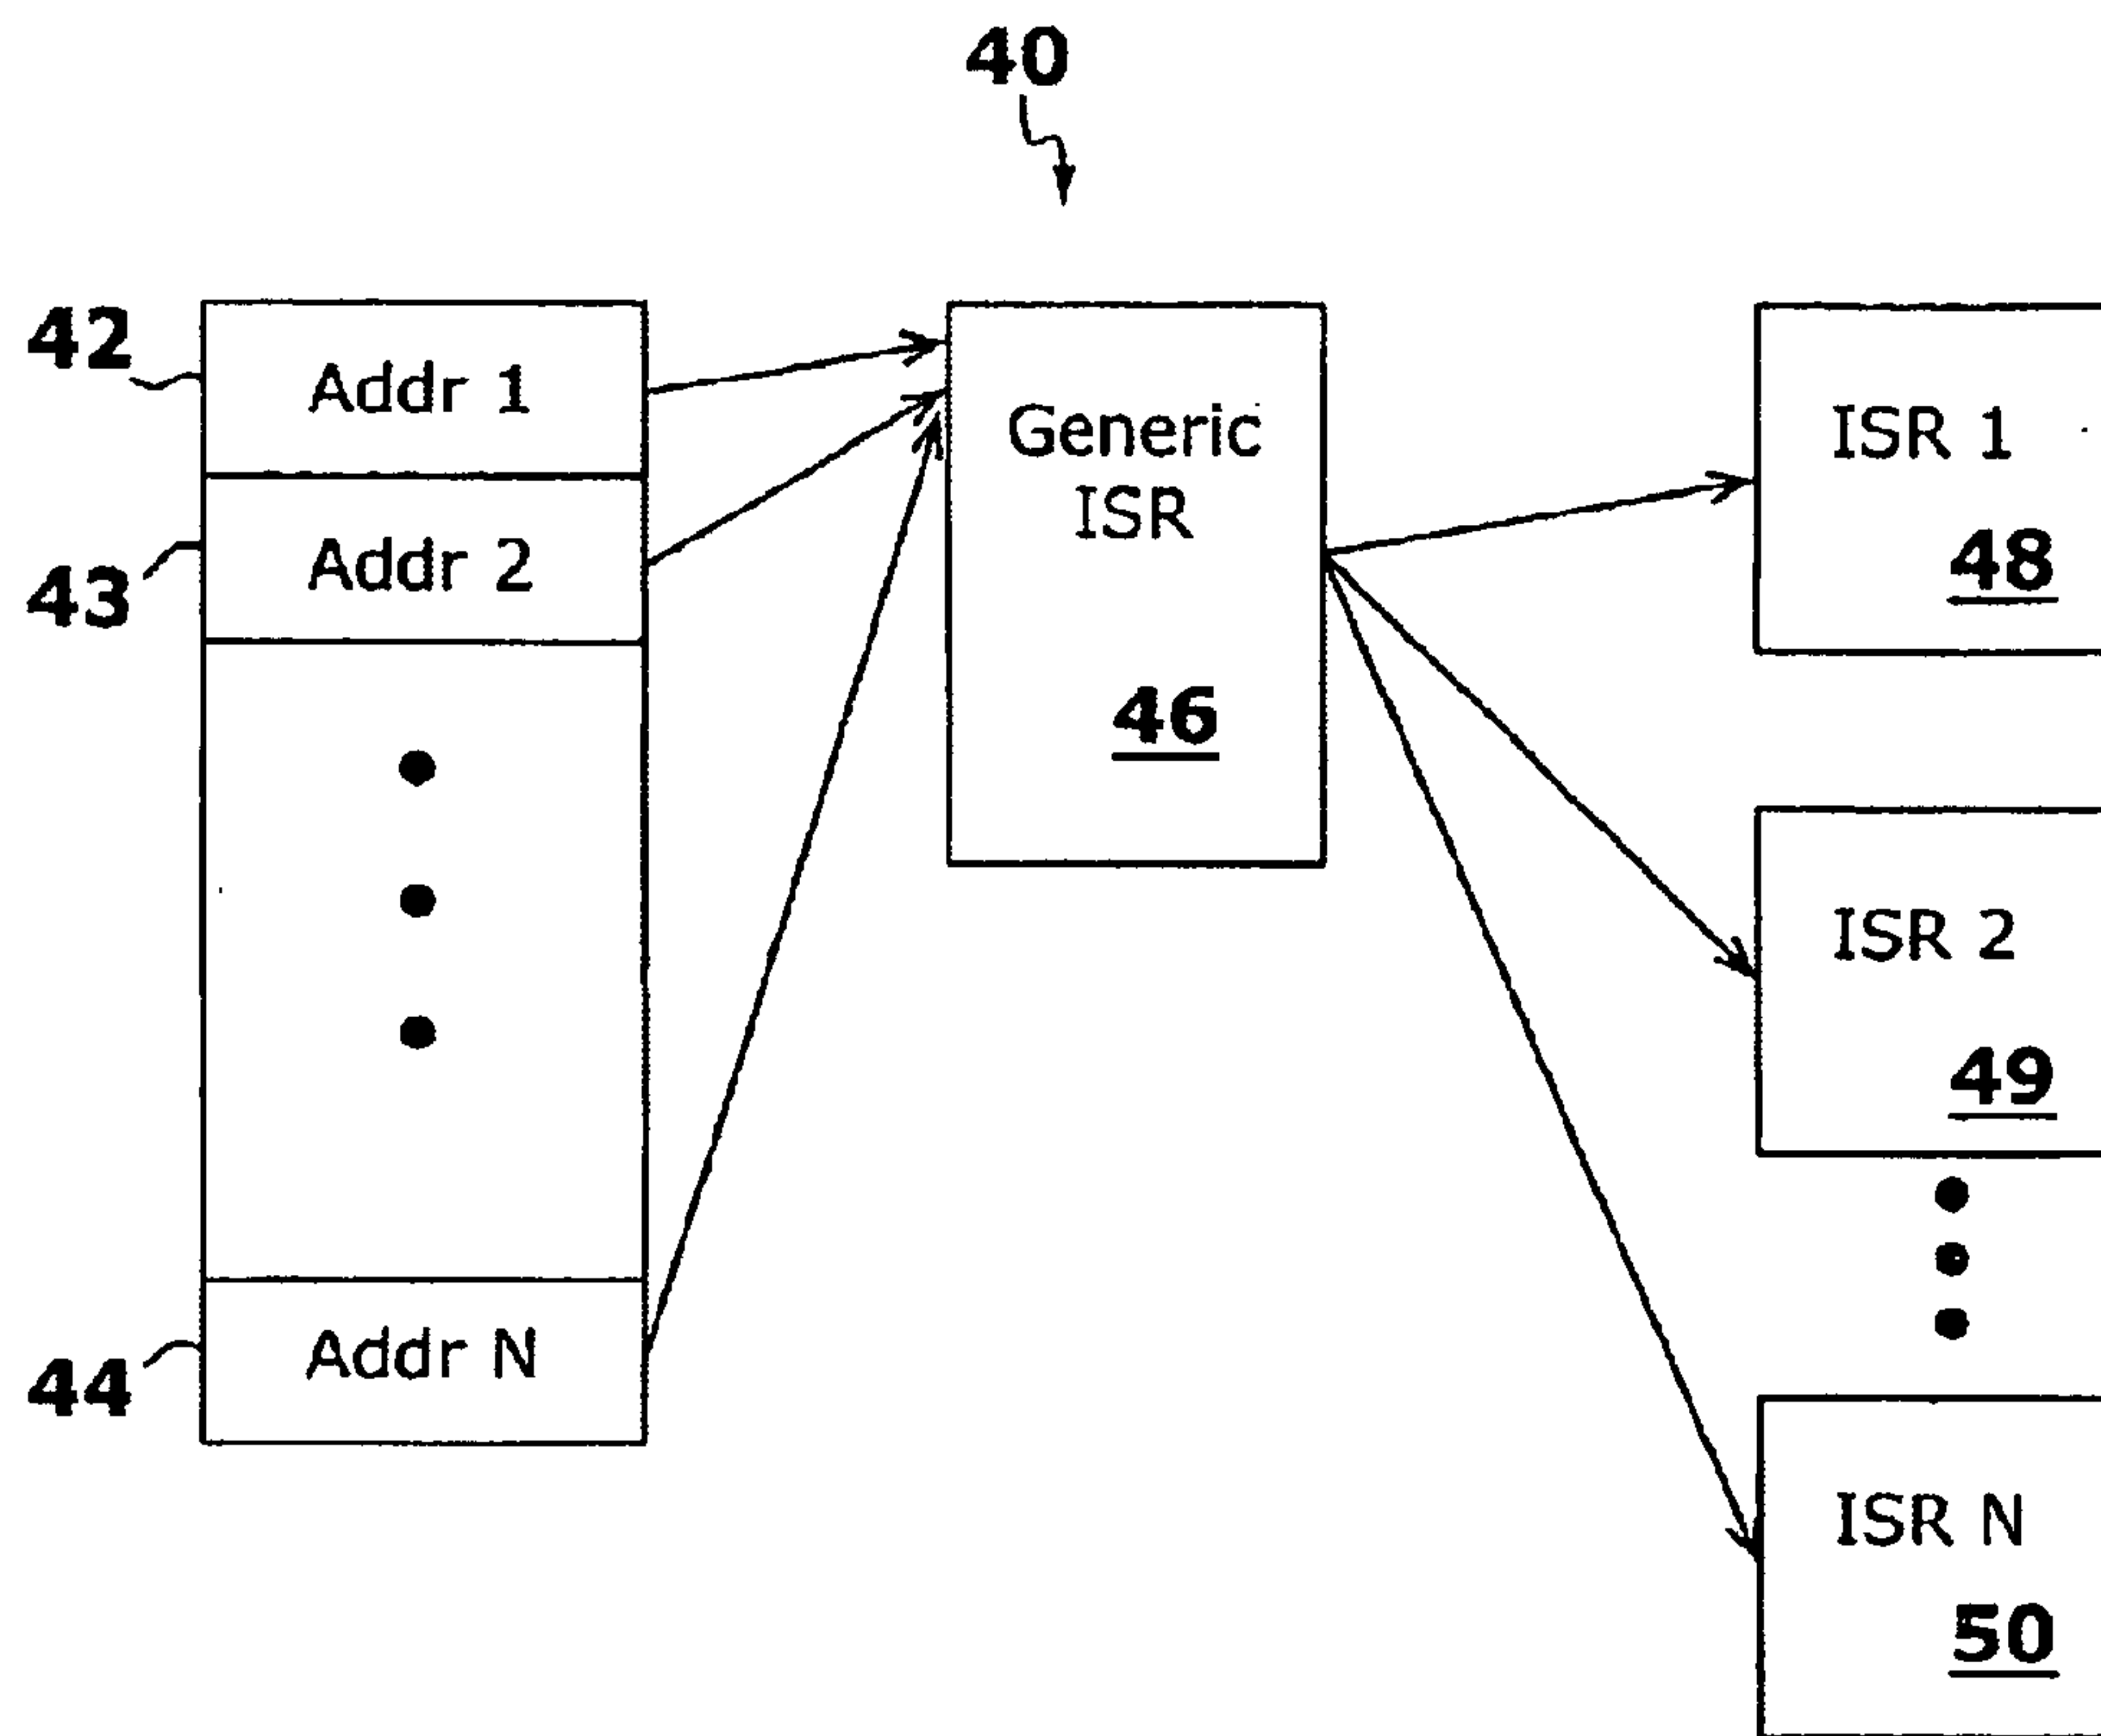 40
42
Addr 1
43
Addr 2
44
Addr N
Generic
ISR
46
ISR 1
48
ISR 2
49
ISR N
50